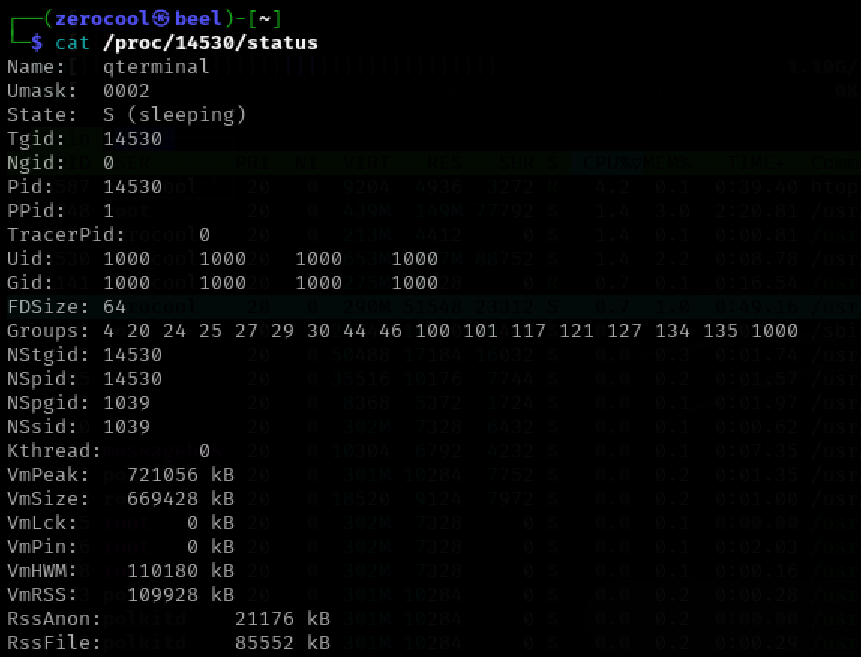 ┌──(zerocool㉿beel)-[~]
└─$ cat /proc/14530/status
Name:   qterminal
Umask:  0002
State:  S (sleeping)
Tgid:   14530
Ngid:   0
Pid:    14530
PPid:   1
TracerPid:      0
Uid:    1000    1000    1000    1000
Gid:    1000    1000    1000    1000
FDSize: 64
Groups: 4 20 24 25 27 29 30 44 46 100 101 117 121 127 134 135 1000
NStgid: 14530
NSpid:  14530
NSpgid: 1039
NSsid:  1039
Kthread:        0
VmPeak:   721056 kB
VmSize:   669428 kB
VmLck:         0 kB
VmPin:         0 kB
VmHWM:    110180 kB
VmRSS:    109928 kB
RssAnon:           21176 kB
RssFile:           85552 kB